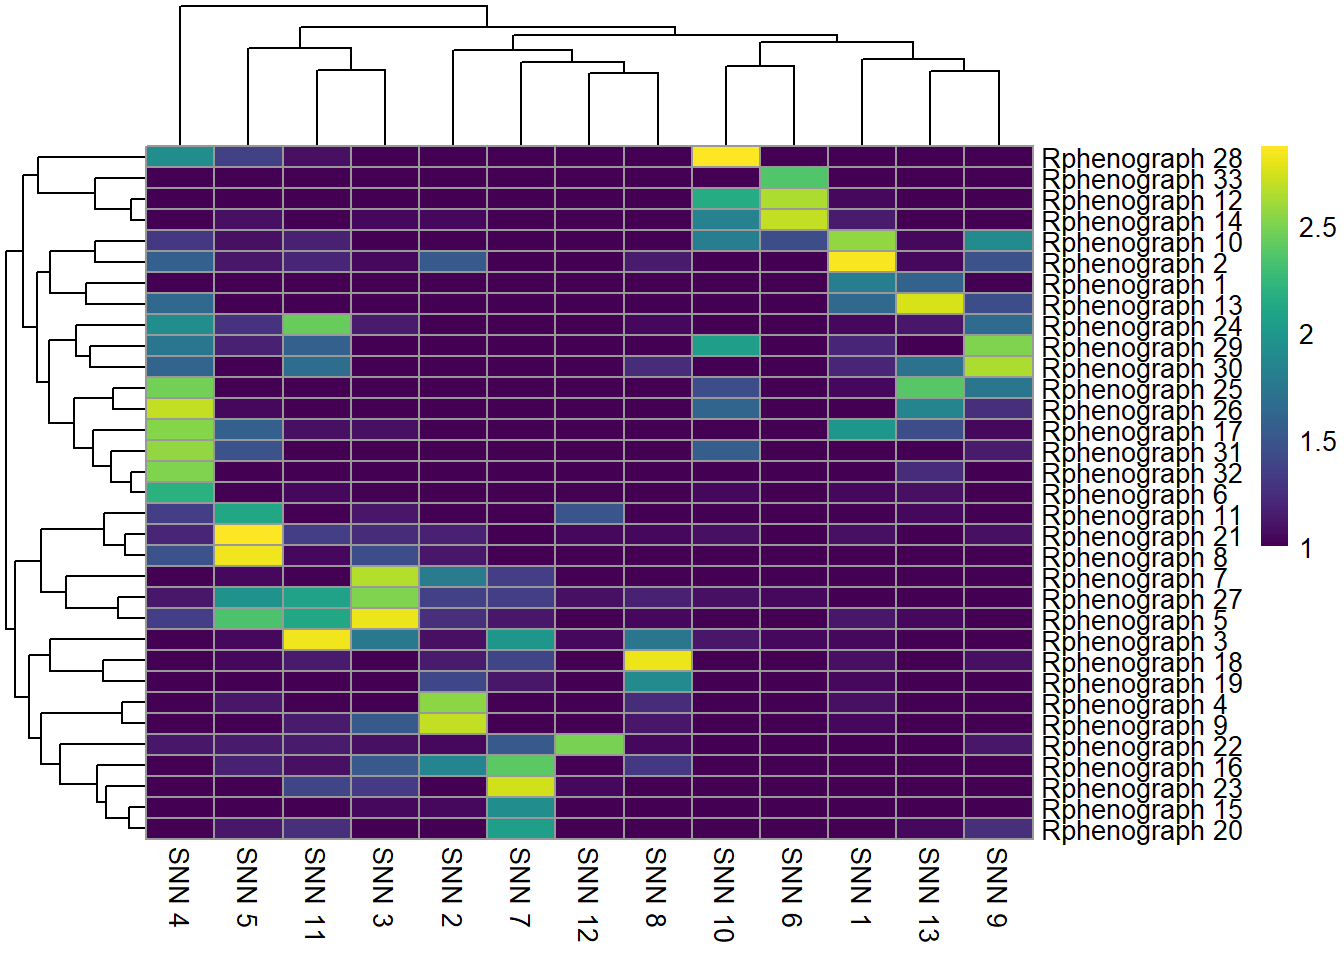 Rphenograph 28
Rphenograph 33
Rphenograph 12
Rphenograph 14
Rphenograph 10
Rphenograph 2
Rphenograph 1
Rphenograph 13
Rphenograph 24
Rphenograph 29
Rphenograph 30
Rphenograph 25
Rphenograph 26
Rphenograph 17
Rphenograph 31
Rphenograph 32
Rphenograph 6
Rphenograph 11
Rphenograph 21
Rphenograph 8
Rphenograph 7
Rphenograph 27
Rphenograph 5
Rphenograph 3
Rphenograph 18
Rphenograph 19
Rphenograph 4
Rphenograph 9
Rphenograph 22
Rphenograph 16
Rphenograph 23
Rphenograph 15
Rphenograph 20
2.5
2
1.5
1
SNN 4
SNN 5
SNN 11
SNN 3
SNN 2
SNN 7
SNN 12
SNN 8
SNN 10
SNN 6
SNN 1
SNN 13
SNN 9